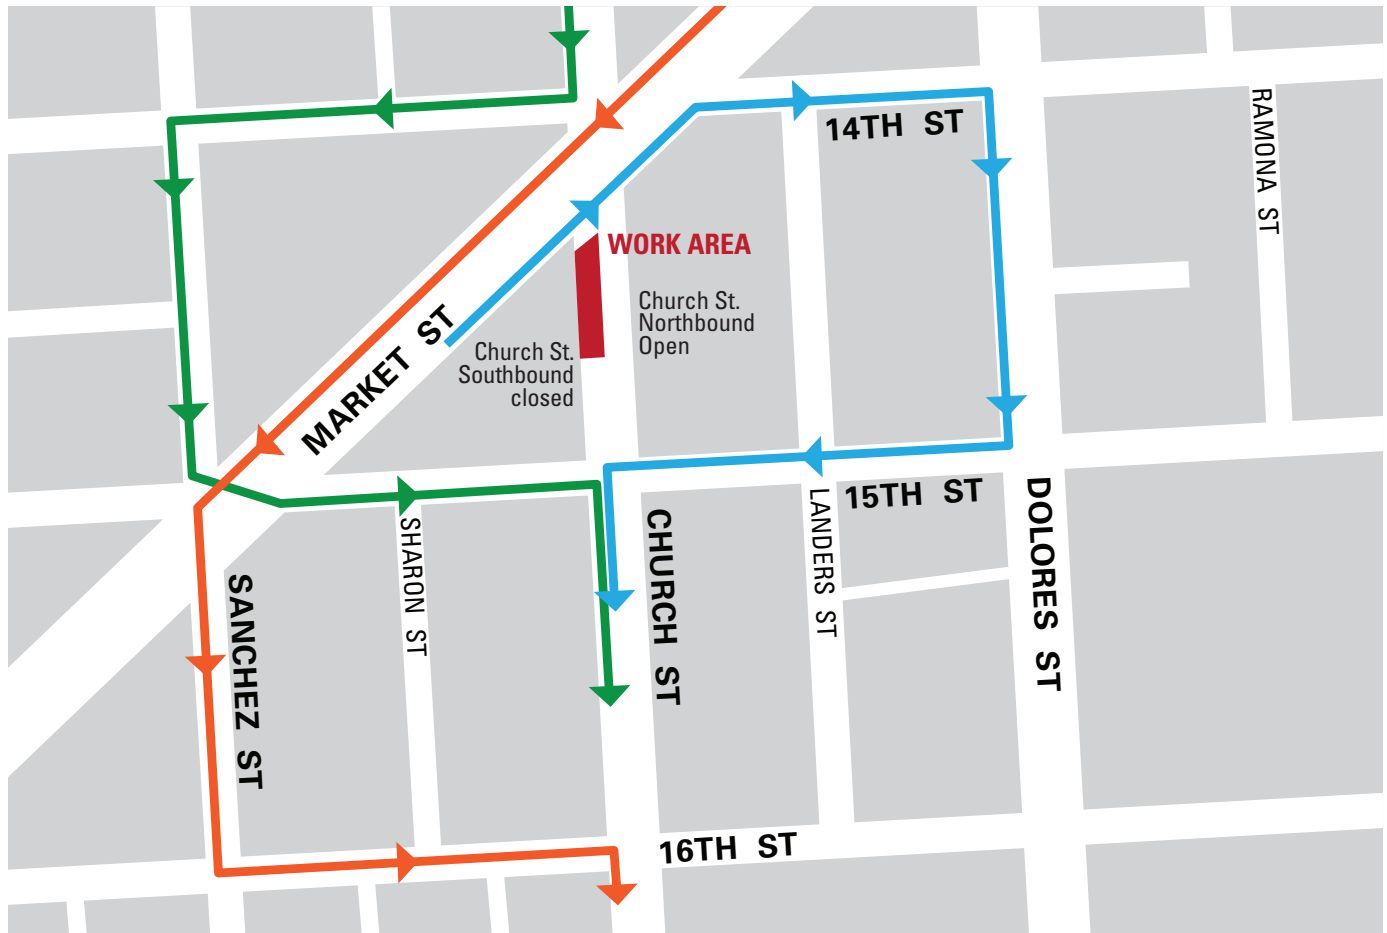 14TH ST
RAMONA ST
WORK AREA
Church St.
Northbound
Open
MARKET ST
Church St.
Southbound
closed
15TH ST
SHARON ST
CHURCH ST
LANDERS ST
DOLORES ST
SANCHEZ ST
16TH ST